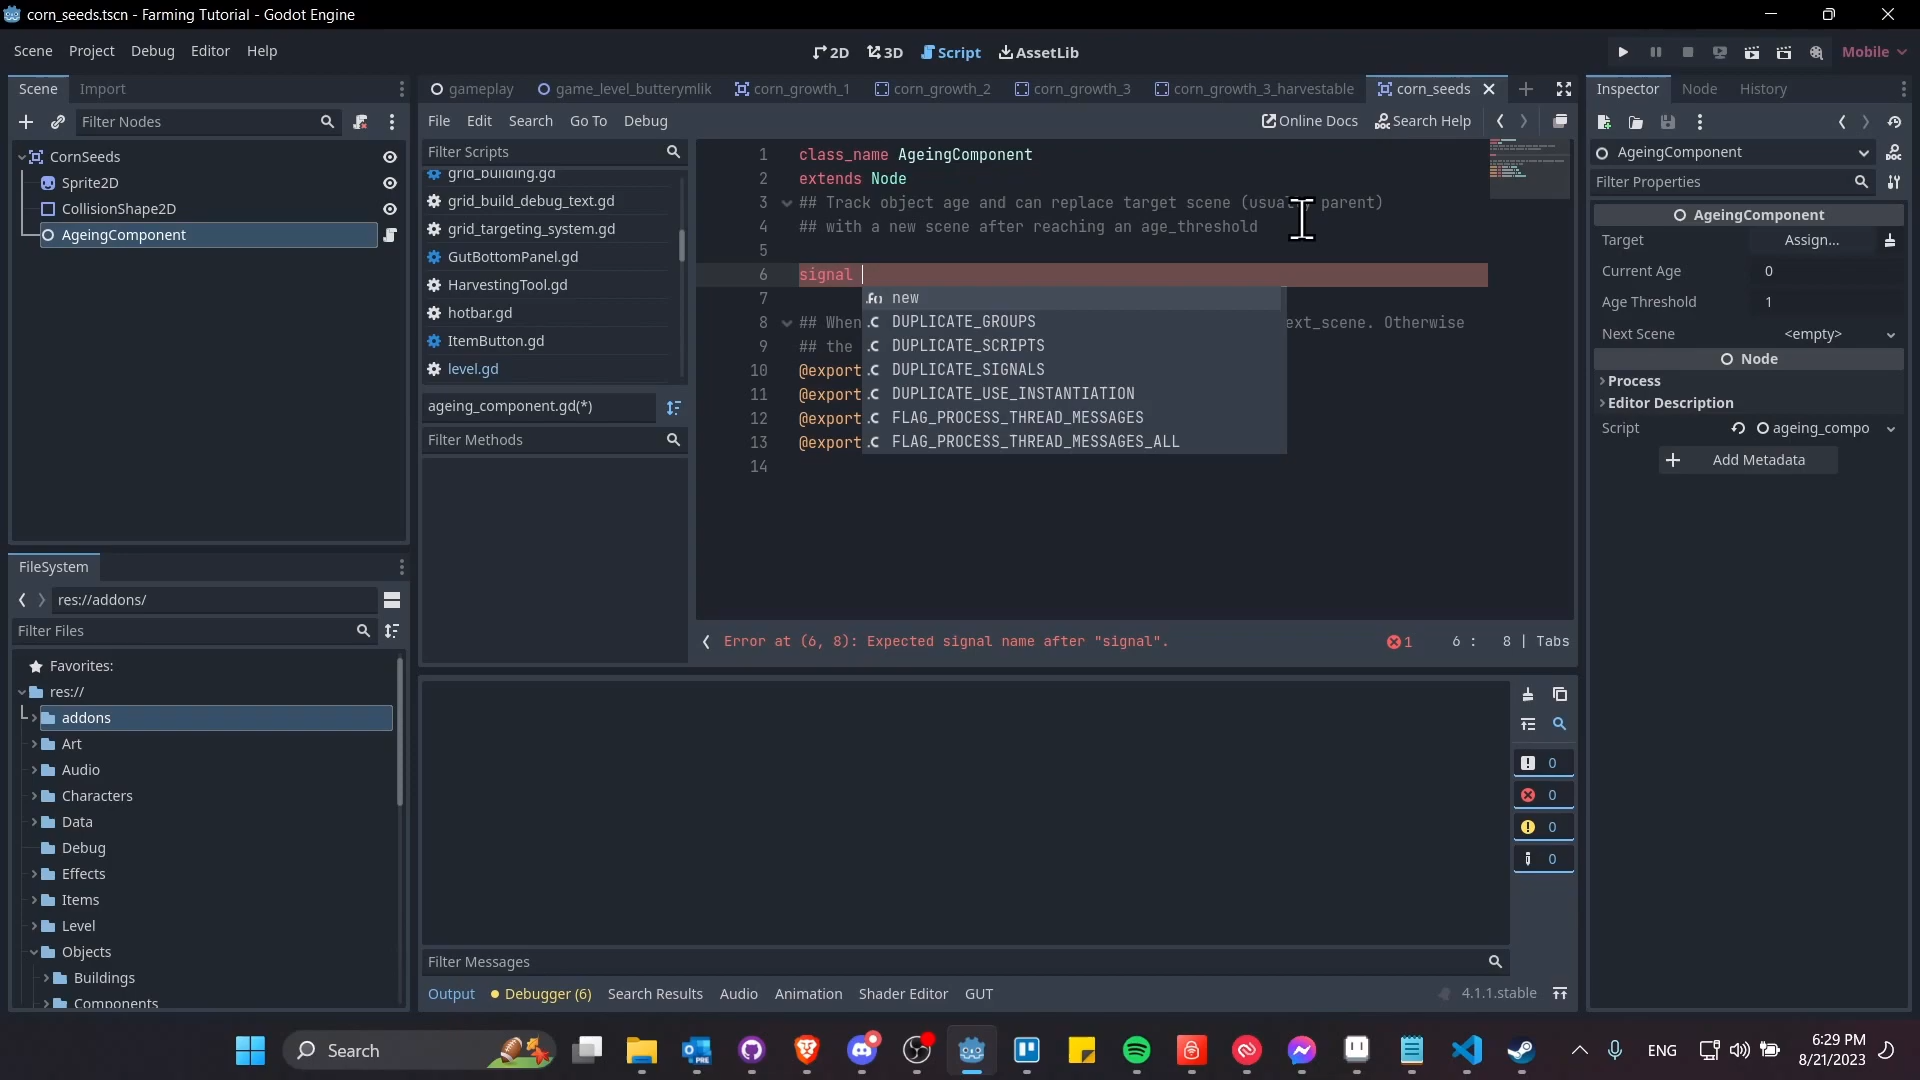 corn_seeds.tscn - Farming Tutorial - Godot Engine
Scene Project Debug Editor Help
2D 3D Script AssetLib
Mobile
Scene Import
Filter Nodes
CornSeeds
Sprite2D
CollisionShape2D
AgeingComponent
FileSystem
res://addons/
Filter Files
Favorites:
res://
addons
Art
Audio
Characters
Data
Debug
Effects
Items
Level
Objects
Buildings
Components
gameplay game_level_butterymlik corn_growth_1 corn_growth_2 corn_growth_3 corn_growth_3_harvestable corn_seeds
File Edit Search Go To Debug Online Docs Search Help
Filter Scripts
grid_building.gd
grid_build_debug_text.gd
grid_targeting_system.gd
GutBottomPanel.gd
HarvestingTool.gd
hotbar.gd
ItemButton.gd
level.gd
ageing_component.gd(*)
Filter Methods
1 class_name AgeingComponent
2 extends Node
3 ## Track object age and can replace target scene parent)
4 ## with a new scene after reaching an age_threshold
5
6 signal
7
8 ## When ext_scene. Otherwise
9 ## the
10 @export
11 @export
12 @export
13 @export
14
new
DUPLICATE_GROUPS
DUPLICATE_SCRIPTS
DUPLICATE_SIGNALS
DUPLICATE_USE_INSTANTIATION
FLAG_PROCESS_THREAD_MESSAGES
FLAG_PROCESS_THREAD_MESSAGES_ALL
Error at (6, 8): Expected signal name after "signal". 1 6 : 8 | Tabs
0
0
0
0
Filter Messages
Output Debugger (6) Search Results Audio Animation Shader Editor GUT 4.1.1.stable
Inspector Node History
AgeingComponent
Filter Properties
AgeingComponent
Target Assign...
Current Age 0
Age Threshold 1
Next Scene <empty>
Node
Process
Editor Description
Script ageing_compo
Add Metadata
Search
ENG
6:29 PM
8/21/2023